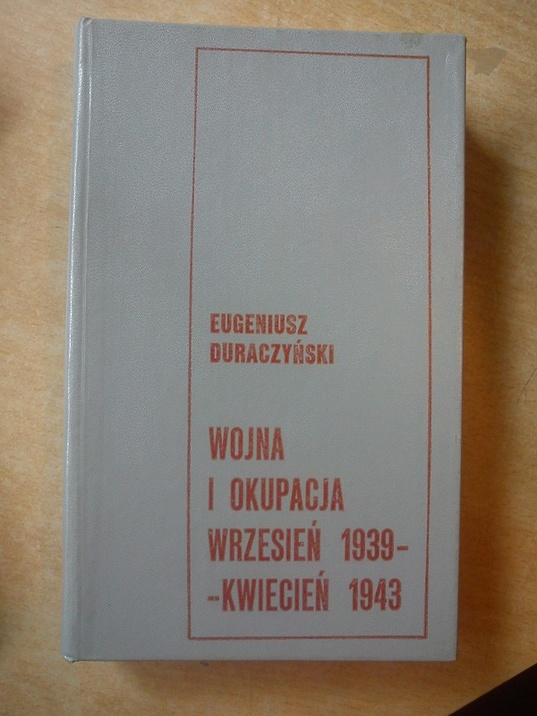 EUGENIUSZ
DURACZYŃSKI
WOJNA
I OKUPACJA
WRZESIEŃ 1939-
-KWIECIEŃ 1943